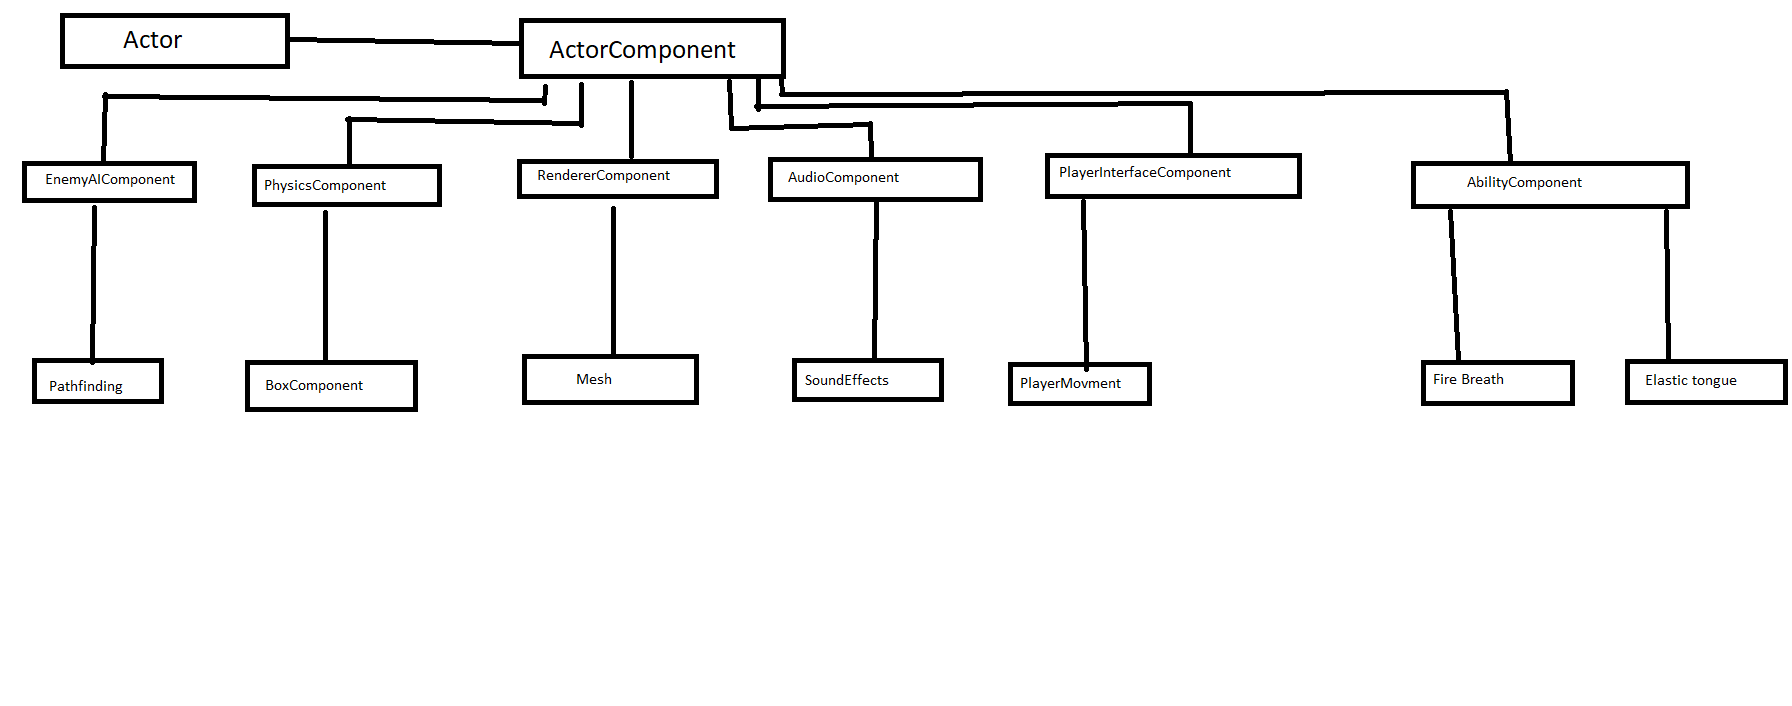 Actor
ActorComponent
EnemyAIComponent
PhysicsComponent
RendererComponent
AudioComponent
PlayerInterfaceComponent
AbilityComponent
Pathfinding
BoxComponent
Mesh
SoundEffects
PlayerMovment
Fire Breath
Elastic tongue